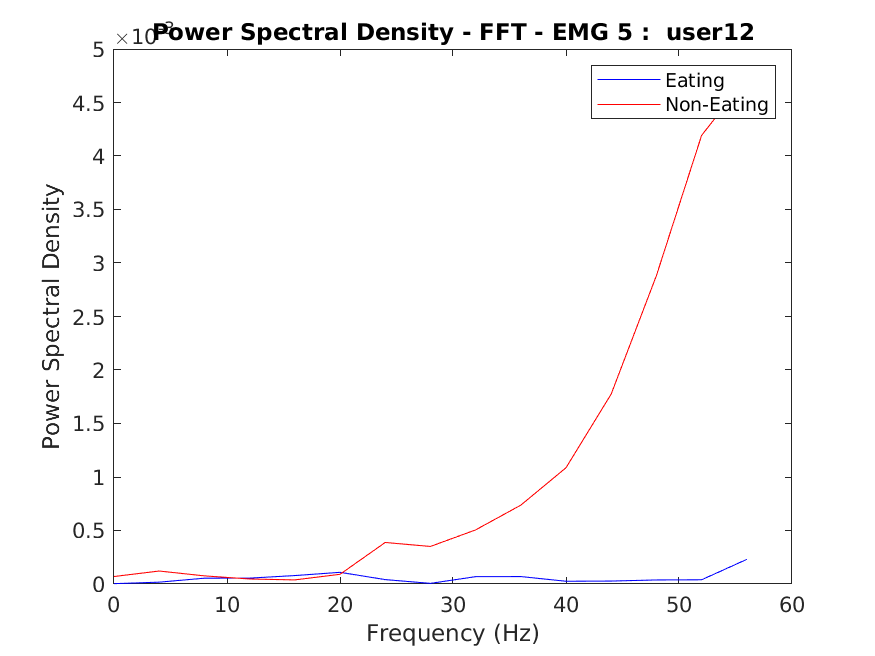 ×10
Power Spectral Density - FFT - EMG 5 : user12
5
4.5
4
3.5
3
2.5
2
1.5
1
0.5
0
Power Spectral Density
Eating
Non-Eating
0 10 20 30 40 50 60
Frequency (Hz)